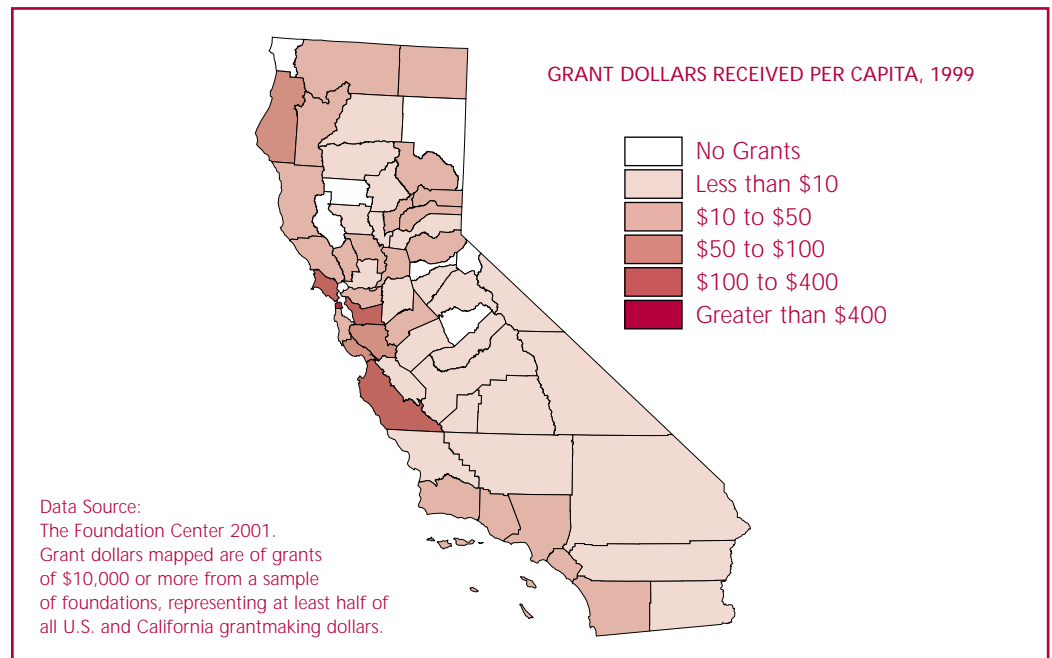 GRANT DOLLARS RECEIVED PER CAPITA, 1999
No Grants
Less than $10
$10 to $50
$50 to $100
$100 to $400
Greater than $400
Data Source:
The Foundation Center 2001.
Grant dollars mapped are of grants
of $10,000 or more from a sample
of foundations, representing at least half of
all U.S. and California grantmaking dollars.